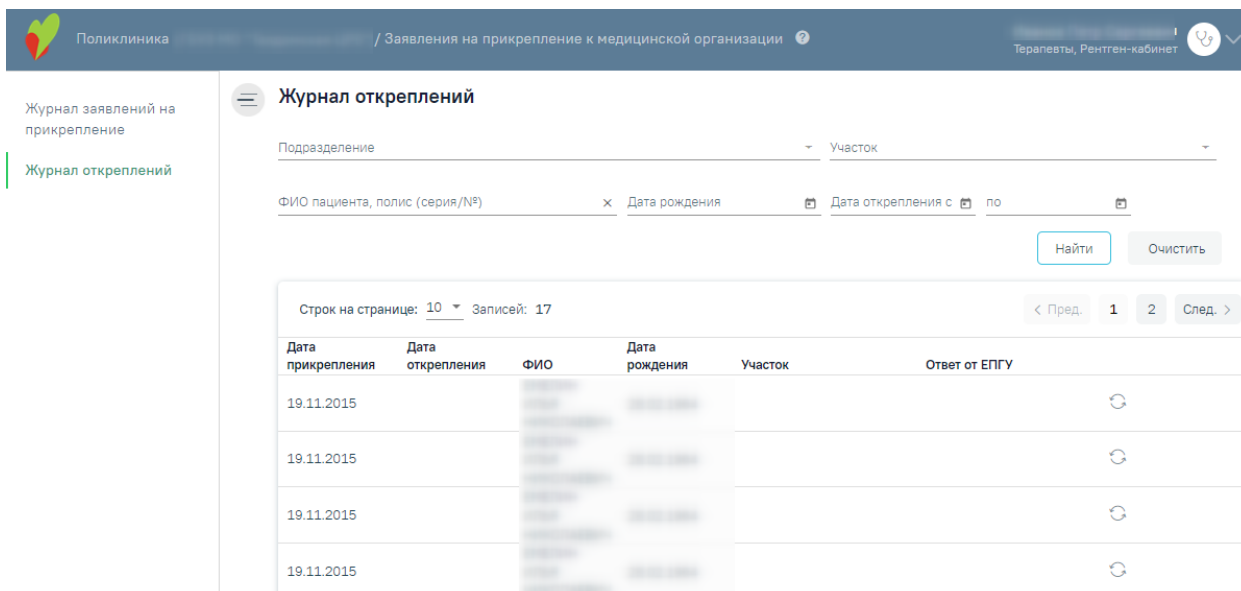 Поликлиника / Заявления на прикрепление к медицинской организации ?
Терапевты, Рентген-кабинет
Журнал заявлений на
прикрепление
Журнал откреплений
Журнал откреплений
Подразделение Участок
ФИО пациента, полис (серия/№) Дата рождения Дата открепления с по
Найти Очистить
Строк на странице: 10 Записей: 17 < Пред. 1 2 След. >
Дата прикрепления Дата открепления ФИО Дата рождения Участок Ответ от ЕПГУ
19.11.2015
19.11.2015
19.11.2015
19.11.2015